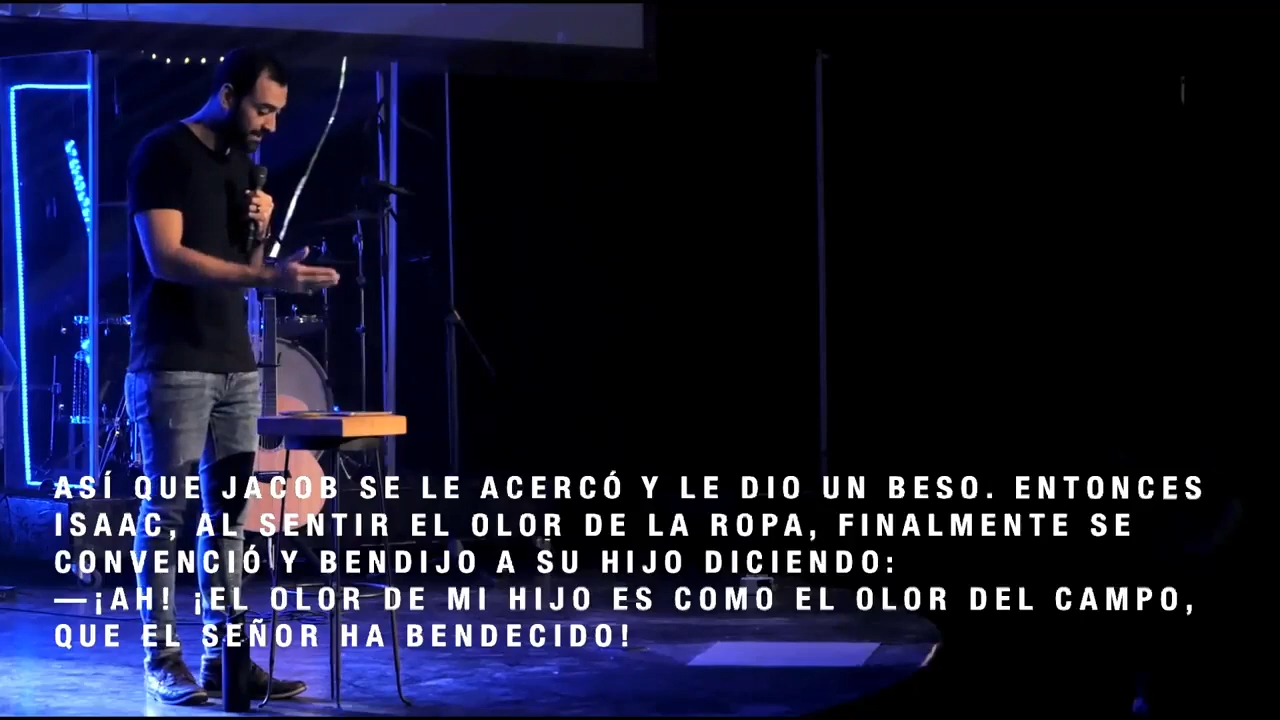 ASÍ QUE JACOB SE LE ACERCÓ Y LE DIO UN BESO. ENTONCES
ISAAC, AL SENTIR EL OLOR DE LA ROPA, FINALMENTE SE
CONVENCIÓ Y BENDIJO A SU HIJO DICIENDO:
—¡AH! ¡EL OLOR DE MI HIJO ES COMO EL OLOR DEL CAMPO,
QUE EL SEÑOR HA BENDECIDO!